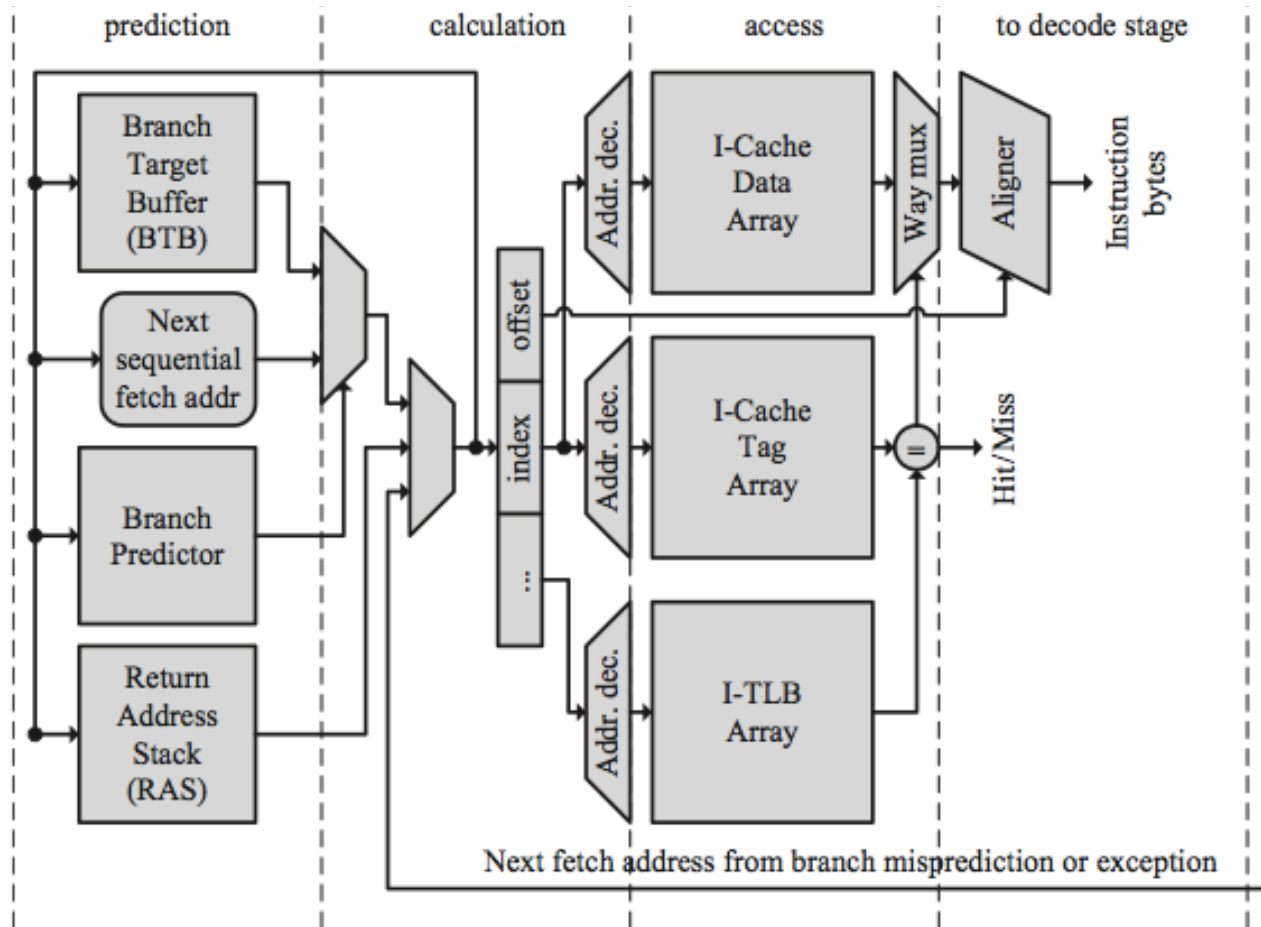 prediction
calculation
access
to decode stage
Branch
Target
Buffer
(BTB)
Next
sequential
fetch addr
Branch
Predictor
Return
Address
Stack
(RAS)
offset
index
...
Addr. dec.
I-Cache
Data
Array
Way mux
Aligner
Instruction
bytes
Addr. dec.
I-Cache
Tag
Array
=
Hit/Miss
Addr. dec.
I-TLB
Array
Next fetch address from branch misprediction or exception